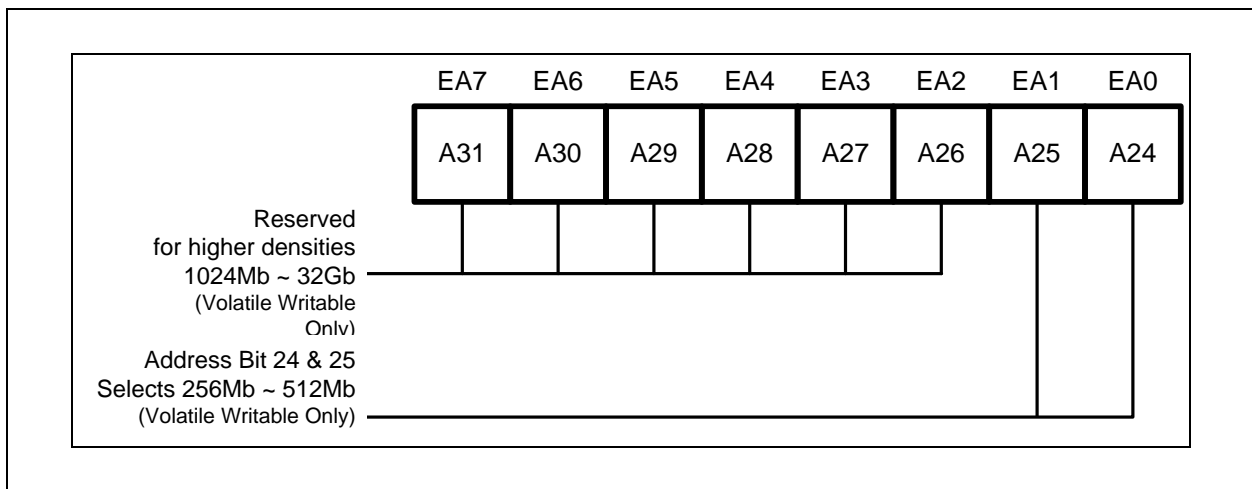 EA7 EA6 EA5 EA4 EA3 EA2 EA1 EA0
A31 A30 A29 A28 A27 A26 A25 A24
Reserved
for higher densities
1024Mb ~ 32Gb
(Volatile Writable
Only)
Address Bit 24 & 25
Selects 256Mb ~ 512Mb
(Volatile Writable Only)